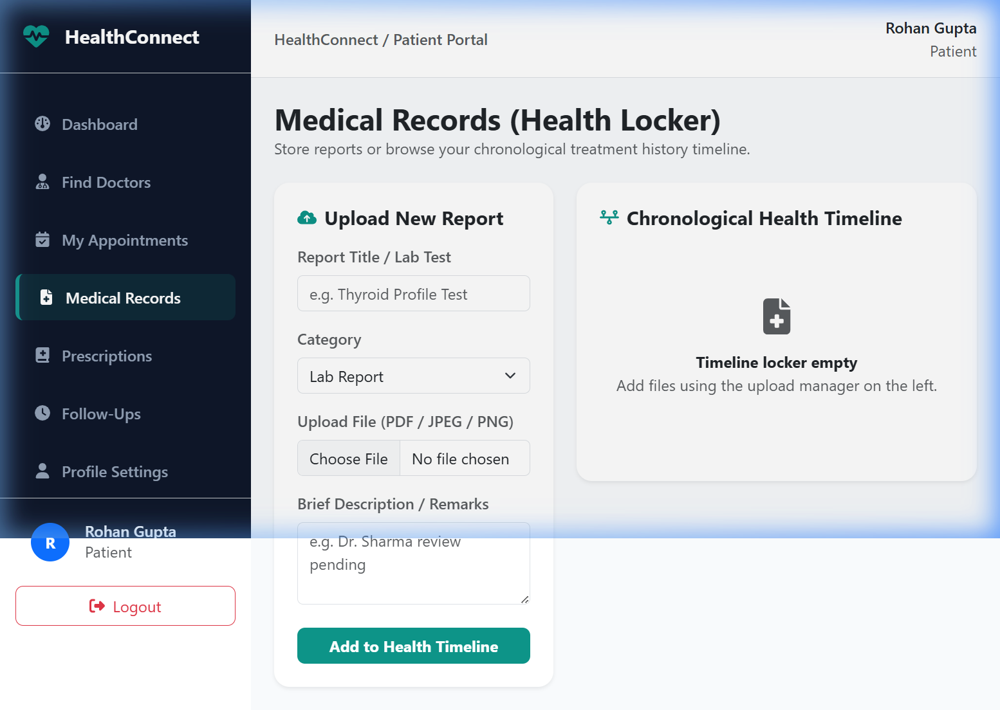 HealthConnect
Dashboard
Find Doctors
My Appointments
Medical Records
Prescriptions
Follow-Ups
Profile Settings
R
Rohan Gupta
Patient
Logout
HealthConnect / Patient Portal
Rohan Gupta
Patient
Medical Records (Health Locker)
Store reports or browse your chronological treatment history timeline.
Upload New Report
Report Title / Lab Test
e.g. Thyroid Profile Test
Category
Lab Report
Upload File (PDF / JPEG / PNG)
Choose File No file chosen
Brief Description / Remarks
e.g. Dr. Sharma review
pending
Add to Health Timeline
Chronological Health Timeline
Timeline locker empty
Add files using the upload manager on the left.